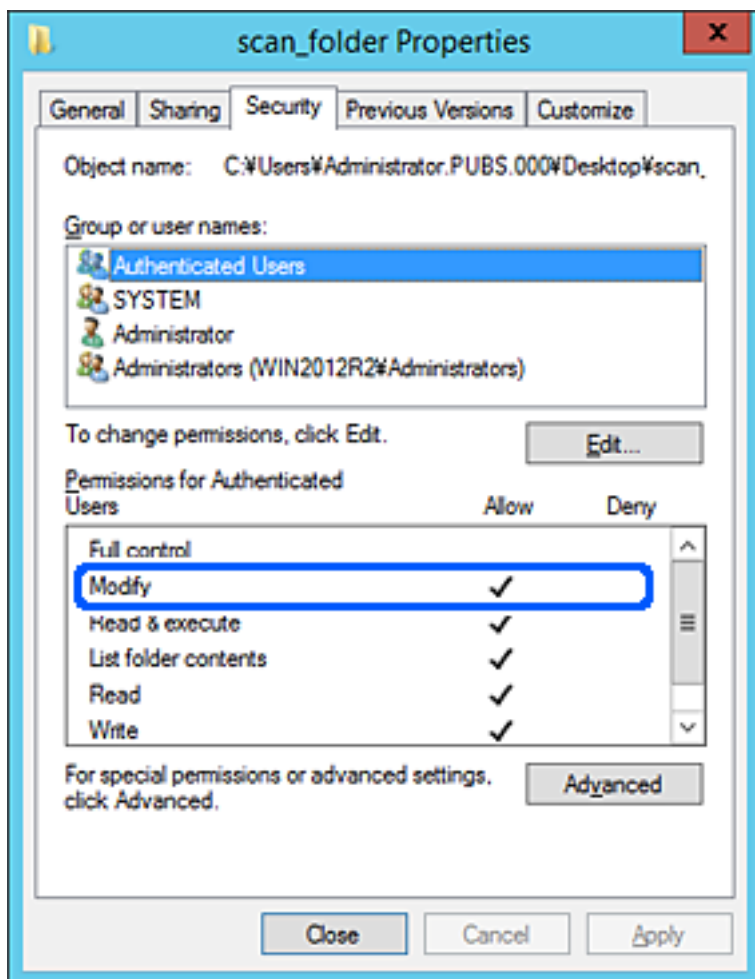 scan_folder Properties
x
General Sharing Security Previous Versions Customize
Object name: C:¥Users¥Administrator.PUBS.000¥Desktop¥scan_
Group or user names:
Authenticated Users
SYSTEM
Administrator
Administrators (WIN2012R2¥Administrators)
To change permissions, click Edit.
Edit...
Permissions for Authenticated
Users Allow Deny
Full control
Modify
Read & execute
List folder contents
Read
Write
For special permissions or advanced settings,
click Advanced.
Advanced
Close Cancel Apply